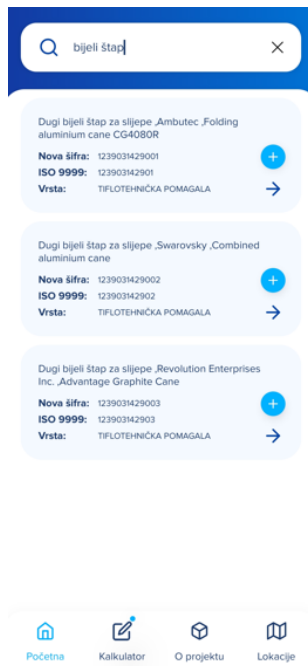 bijeli štap
Dugi bijeli štap za slijepe ,Ambutec ,Folding
aluminium cane CG4080R
Nova šifra: 1239031429001
ISO 9999: 123903142901
Vrsta: TIFLOTEHNIČKA POMAGALA
Dugi bijeli štap za slijepe ,Swarovsky ,Combined
aluminium cane
Nova šifra: 1239031429002
ISO 9999: 123903142902
Vrsta: TIFLOTEHNIČKA POMAGALA
Dugi bijeli štap za slijepe ,Revolution Enterprises
Inc. ,Advantage Graphite Cane
Nova šifra: 1239031429003
ISO 9999: 123903142903
Vrsta: TIFLOTEHNIČKA POMAGALA
Početna Kalkulator O projektu Lokacije